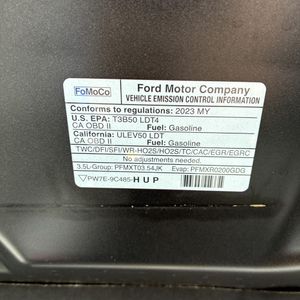 FoMoCo
Ford Motor Company
VEHICLE EMISSION CONTROL INFORMATION
Conforms to regulations: 2023 MY
U.S. EPA: T3B50 LDT4
CA OBD II Fuel: Gasoline
California: ULEV50 LDT
CA OBD II Fuel: Gasoline
TWC/DFI/SFI/WR-HO2S/HO2S/TC/CAC/EGR/EGRC
No adjustments needed.
3.5L-Group: PFMXT03.54JK Evap: PFMXR0200GDG
PW7E-9C485-HUP